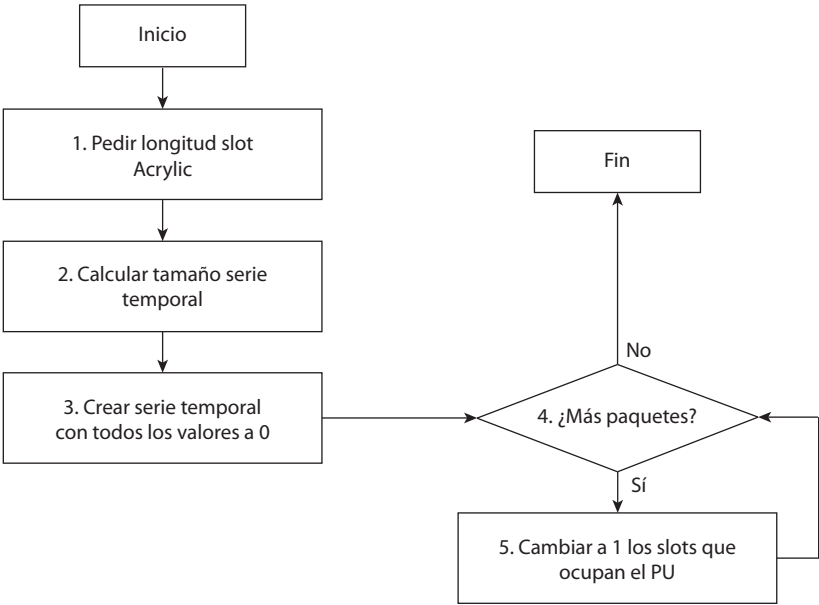 Inicio
1. Pedir longitud slot
Acrylic
2. Calcular tamaño serie
temporal
3. Crear serie temporal
con todos los valores a 0
4. ¿Más paquetes?
No
Fin
Sí
5. Cambiar a 1 los slots que
ocupan el PU